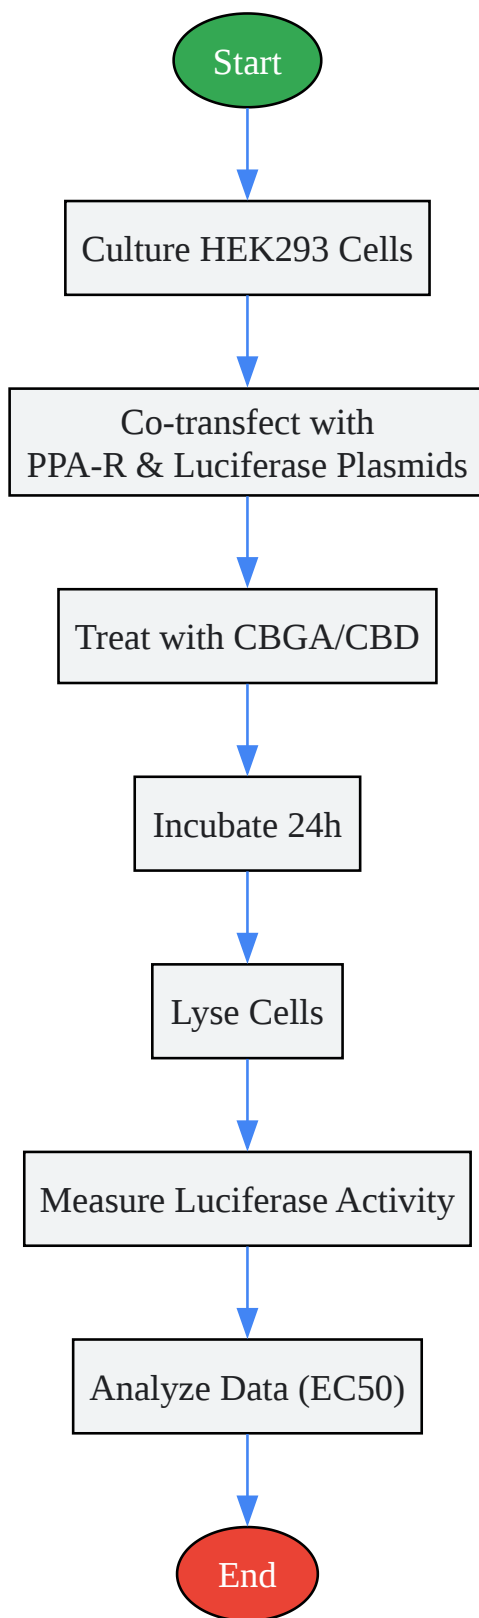 Start
Culture HEK293 Cells
Co-transfect with
PPA-R & Luciferase Plasmids
Treat with CBGA/CBD
Incubate 24h
Lyse Cells
Measure Luciferase Activity
Analyze Data (EC50)
End